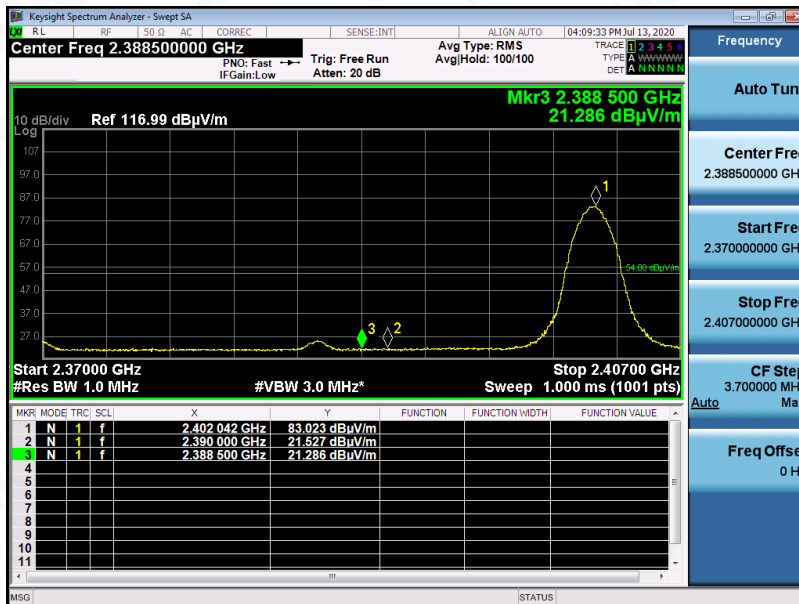 Keysight Spectrum Analyzer - Swept SA
LXI RL RF 50 Ω AC CORREC SENSE:INT ALIGN AUTO 04:09:33 PM Jul 13, 2020
Center Freq 2.388500000 GHz
PNO: Fast
IFGain:Low
Trig: Free Run
Atten: 20 dB
Avg Type: RMS
Avg|Hold: 100/100
TRACE 1 2 3 4 5 6
TYPE A WWWWW
DET A N N N N N
Mkr3 2.388 500 GHz
21.286 dBµV/m
10 dB/div Ref 116.99 dBµV/m
Log
107
97.0
87.0
77.0
67.0
57.0
47.0
37.0
27.0
1
54.00 dBµV/m
3
2
Start 2.37000 GHz Stop 2.40700 GHz
#Res BW 1.0 MHz #VBW 3.0 MHz* Sweep 1.000 ms (1001 pts)
MKR MODE TRC SCL X Y FUNCTION FUNCTION WIDTH FUNCTION VALUE
1 N 1 f 2.402 042 GHz 83.023 dBµV/m
2 N 1 f 2.390 000 GHz 21.527 dBµV/m
3 N 1 f 2.388 500 GHz 21.286 dBµV/m
4
5
6
7
8
9
10
11
MSG STATUS
Frequency
Auto Tun
Center Fre
2.388500000 GH
Start Fre
2.370000000 GH
Stop Fre
2.407000000 GH
CF Step
3.700000 MH
Auto Ma
Freq Offse
0 H